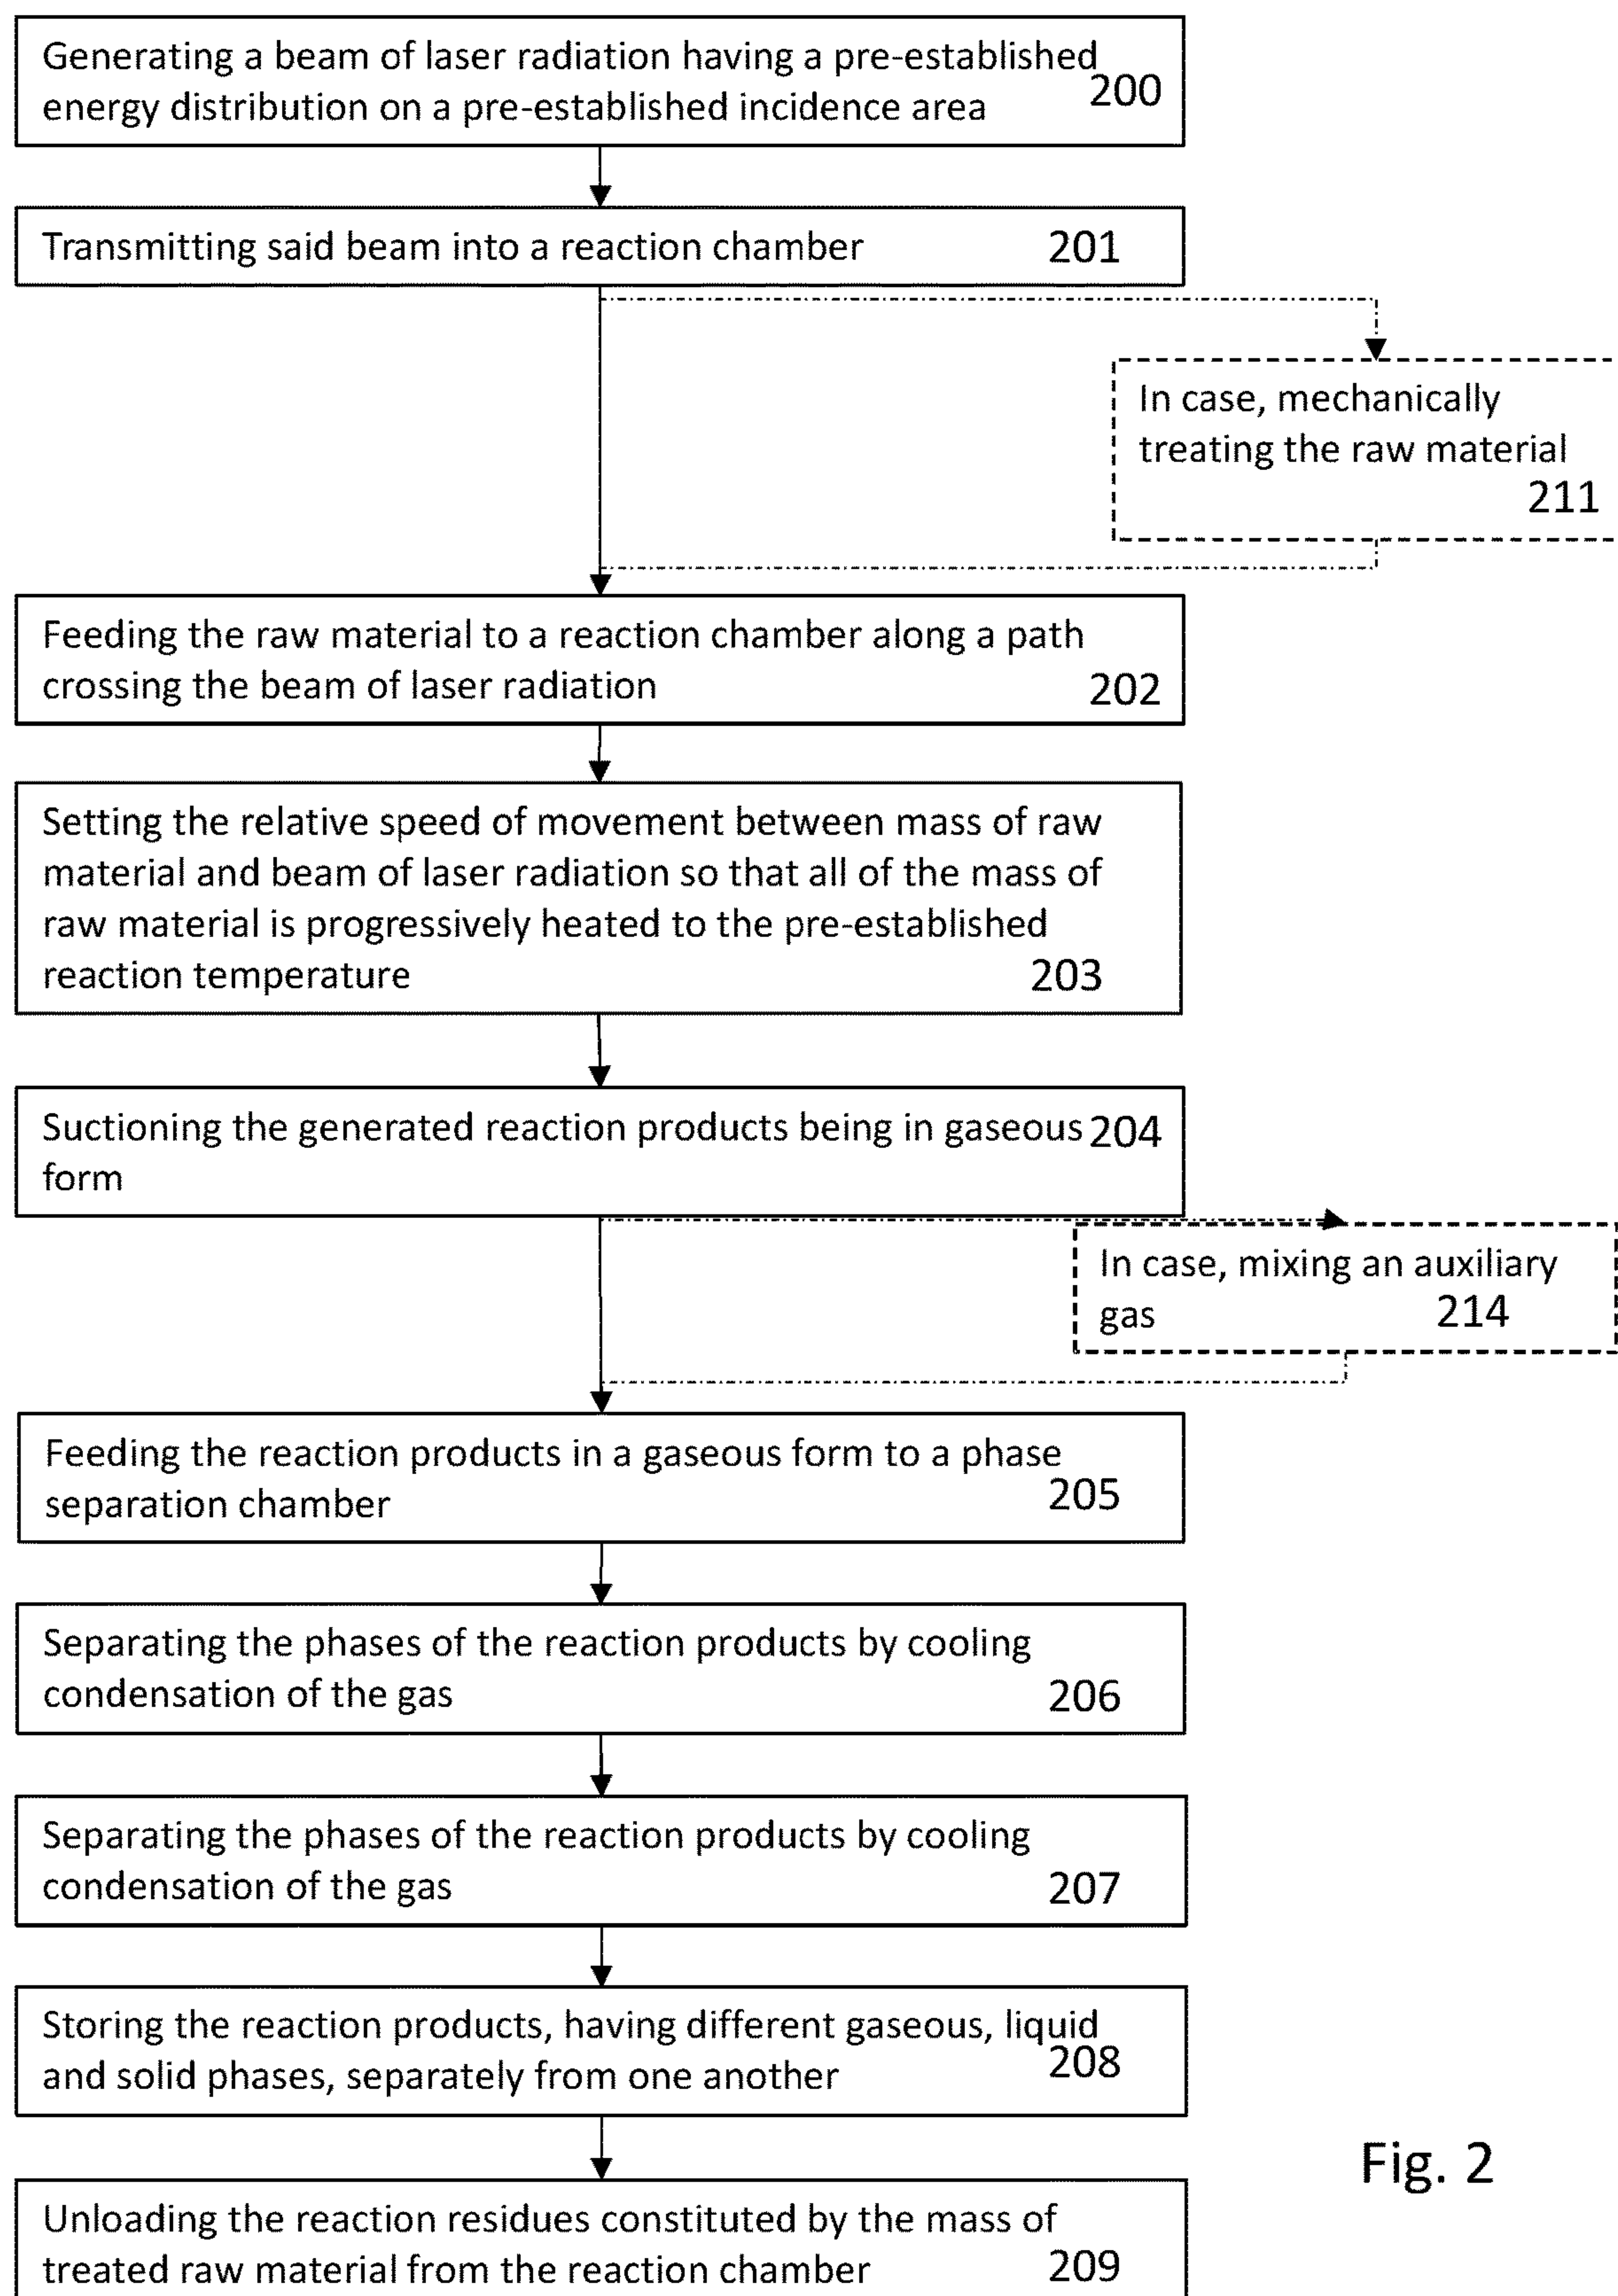 Generating a beam of laser radiation having a pre-established
energy distribution on a pre-established incidence area 200
Transmitting said beam into a reaction chamber 201
In case, mechanically
treating the raw material
211
Feeding the raw material to a reaction chamber along a path
crossing the beam of laser radiation 202
Setting the relative speed of movement between mass of raw
material and beam of laser radiation so that all of the mass of
raw material is progressively heated to the pre-established
reaction temperature 203
Suctioning the generated reaction products being in gaseous 204
form
In case, mixing an auxiliary
gas 214
Feeding the reaction products in a gaseous form to a phase
separation chamber 205
Separating the phases of the reaction products by cooling
condensation of the gas 206
Separating the phases of the reaction products by cooling
condensation of the gas 207
Storing the reaction products, having different gaseous, liquid
and solid phases, separately from one another 208
Fig. 2
Unloading the reaction residues constituted by the mass of
treated raw material from the reaction chamber 209